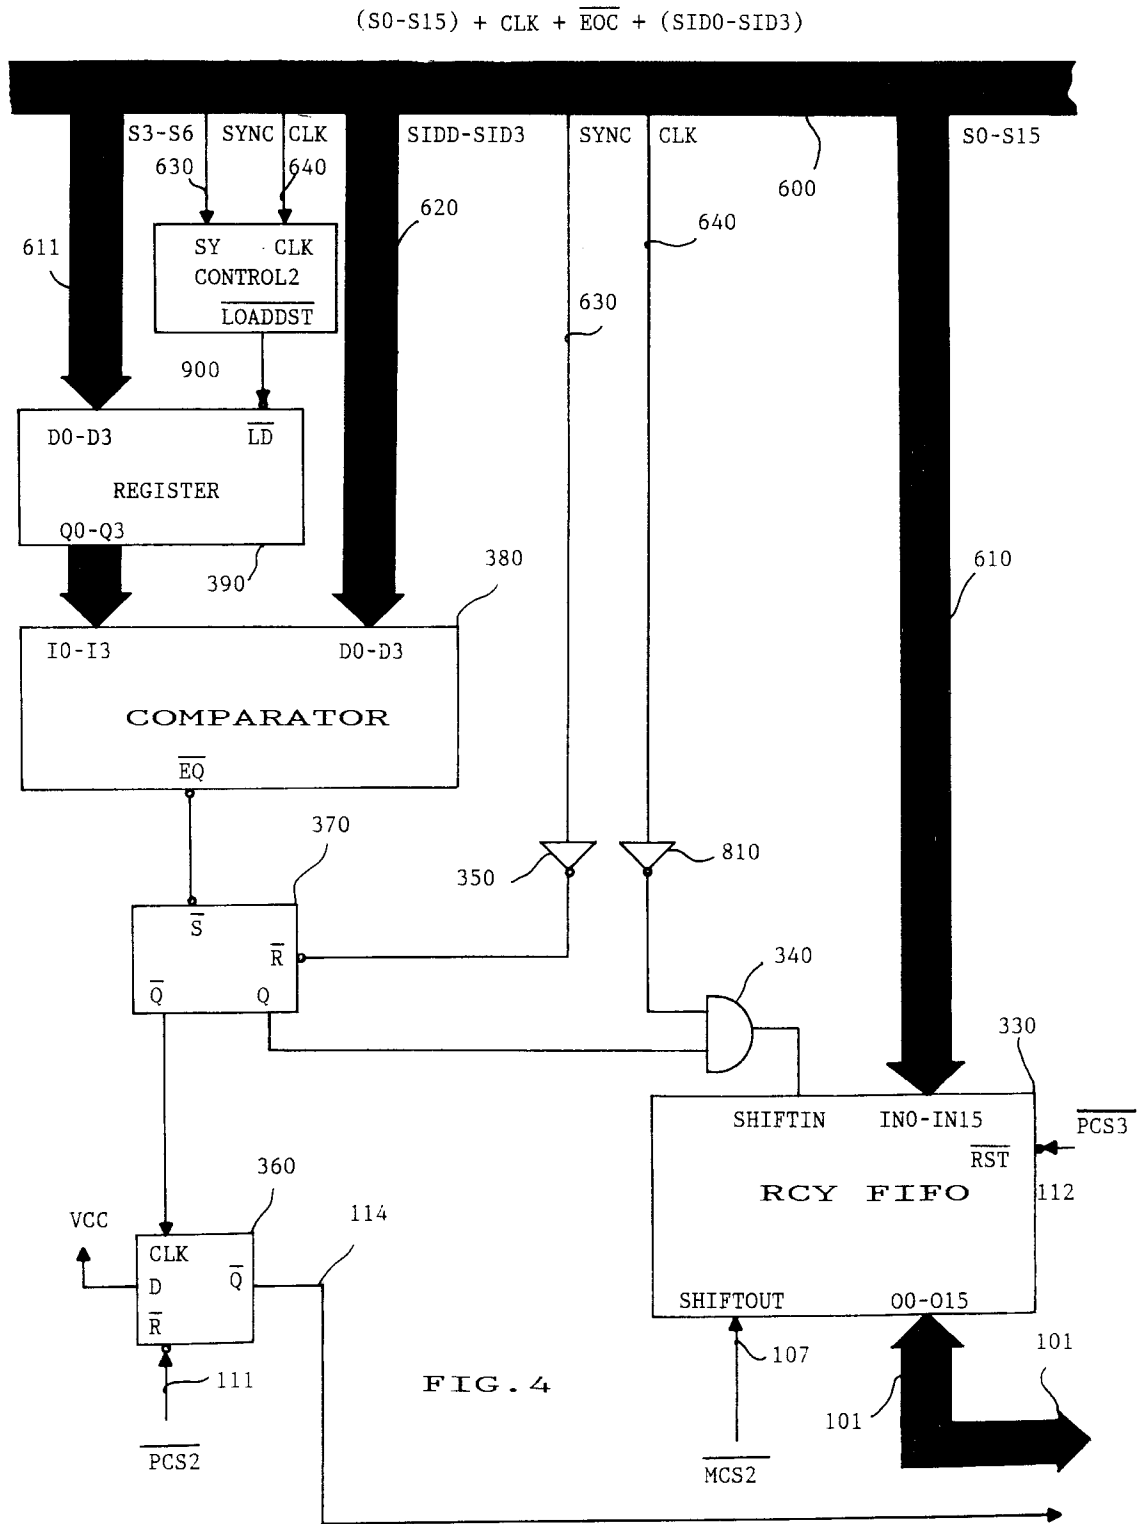 (S0-S15) + CLK + EOC + (SID0-SID3)
S3-S6 SYNC CLK SIDD-SID3 SYNC CLK S0-S15
630 640 600
620 640
611 SY CLK
CONTROL2
LOADDST
630
900
D0-D3 LD
REGISTER
Q0-Q3
390 380 610
I0-I3 D0-D3
COMPARATOR
EQ
370
350 810
S
R
Q Q
340
330
SHIFTIN IN0-IN15 PCS3
RST
RCY FIFO 112
360
VCC 114
CLK
D Q
R
SHIFTOUT O0-O15
111 107 101
FIG.4
101
PCS2 MCS2